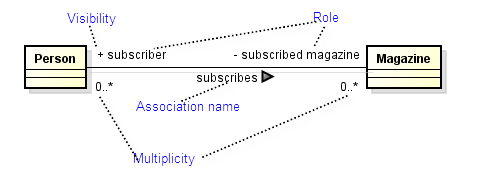 Visibility
Role
Person
+ subscriber
- subscribed magazine
Magazine
subscribes
0..*
0..*
Association name
Multiplicity